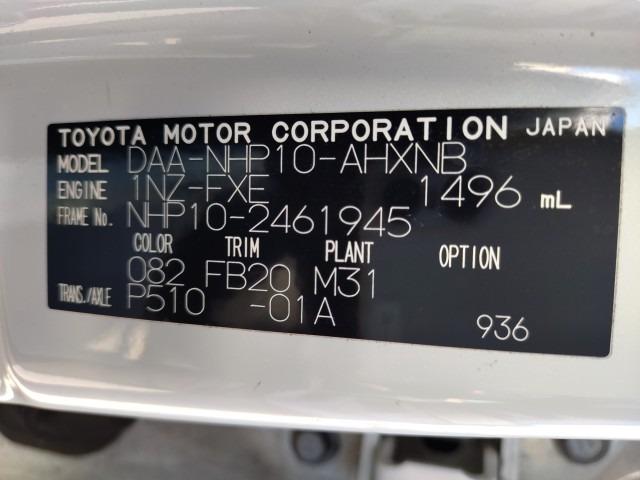 TOYOTA MOTOR CORPORATION JAPAN
MODEL DAA-NHP10-AHXNB
ENGINE 1NZ-FXE 1496 mL
FRAME No. NHP10-2461945
COLOR TRIM PLANT OPTION
082 FB20 M31
TRANS./AXLE P510 -01A
936